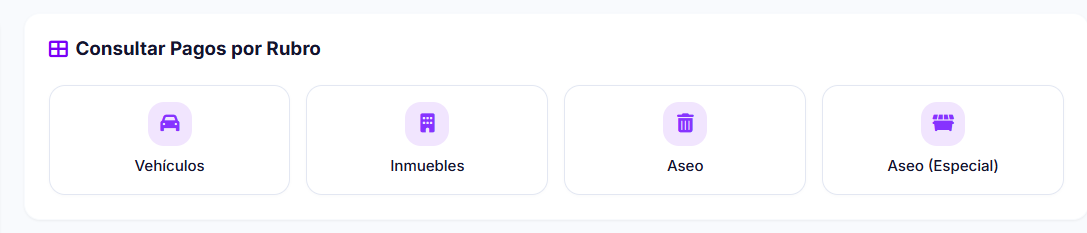 Consultar Pagos por Rubro
Vehículos
Inmuebles
Aseo
Aseo (Especial)